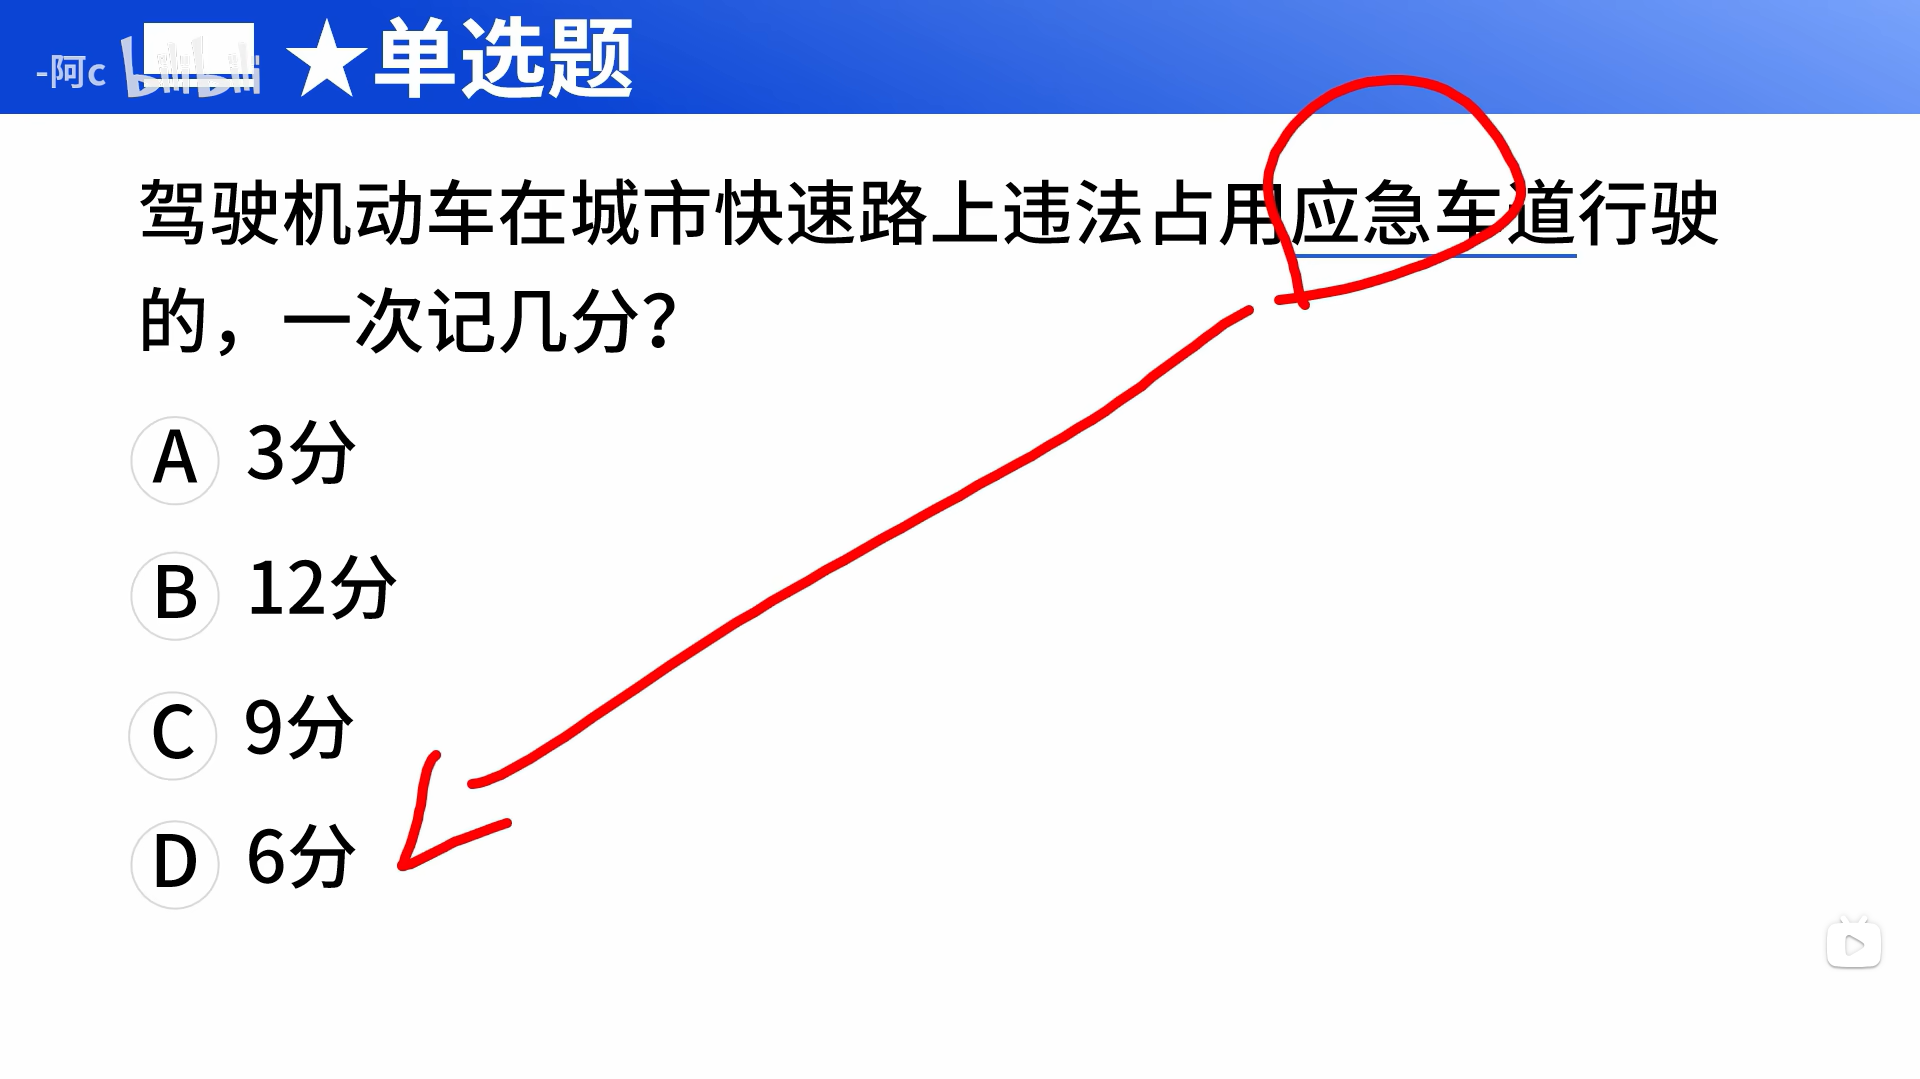 -阿c bilibili ★单选题
驾驶机动车在城市快速路上违法占用应急车道行驶
的，一次记几分？
A 3分
B 12分
C 9分
D 6分